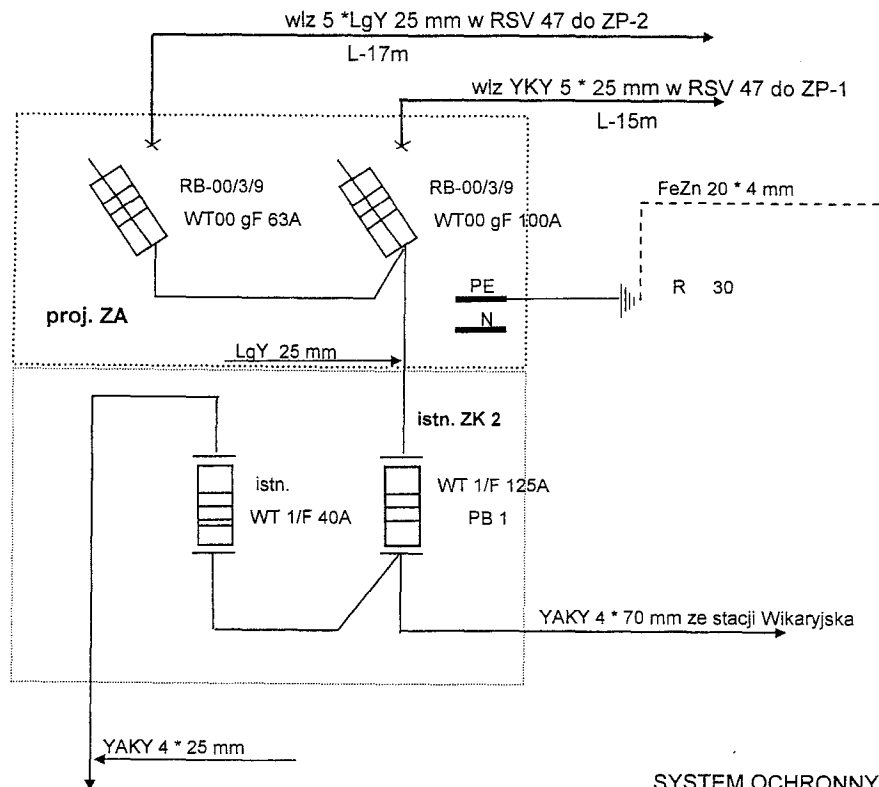 wlz 5 *LgY 25 mm w RSV 47 do ZP-2
L-17m
wlz YKY 5 * 25 mm w RSV 47 do ZP-1
L-15m
RB-00/3/9
WT00 gF 63A
RB-00/3/9
WT00 gF 100A
FeZn 20 * 4 mm
PE
R 30
N
proj. ZA
LgY 25 mm
istn. ZK 2
istn.
WT 1/F 40A
WT 1/F 125A
PB 1
YAKY 4 * 70 mm ze stacji Wikaryjska
YAKY 4 * 25 mm
SYSTEM OCHRONNY